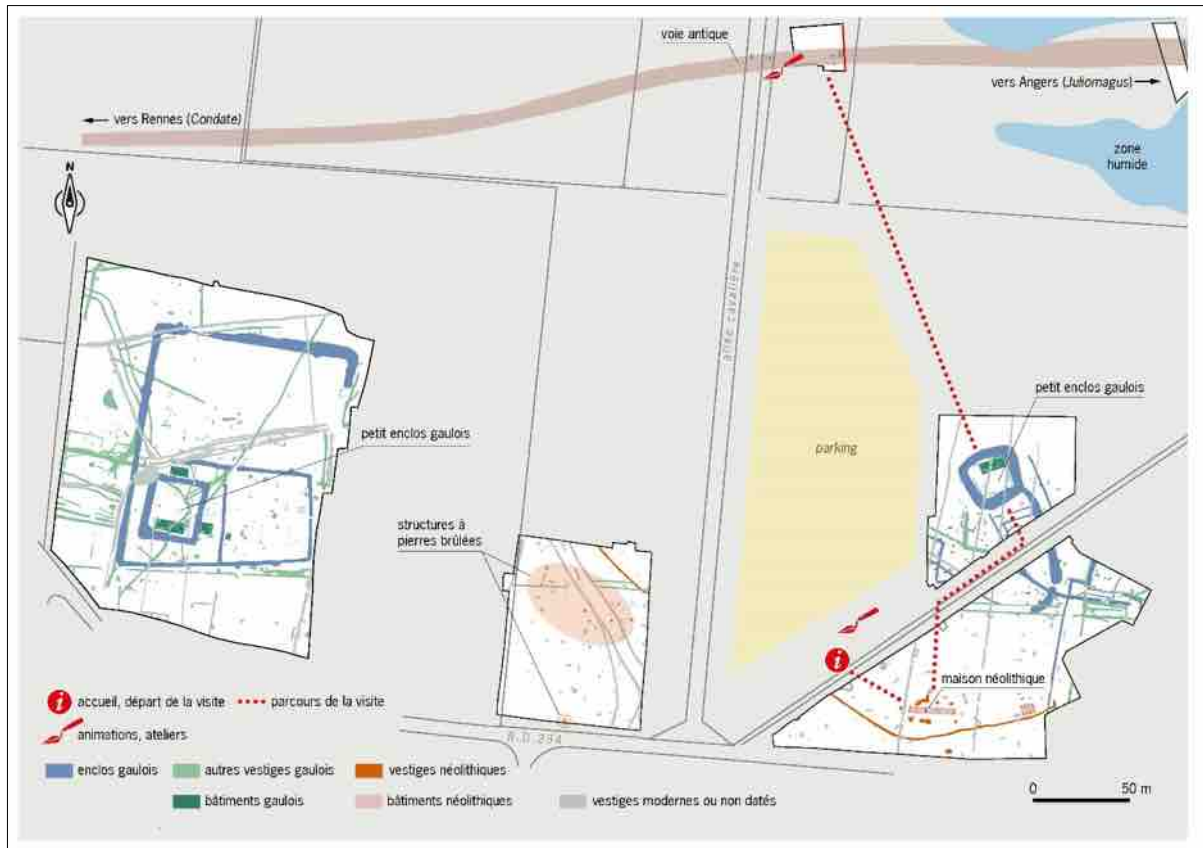 voie antique
vers Angers (Juliomagus)
vers Rennes (Condate)
zone
humide
N
allée cavalière
petit enclos gaulois
petit enclos gaulois
parking
structures à
pierres brûlées
maison néolithique
R.D.234
i accueil, départ de la visite
parcours de la visite
animations, ateliers
enclos gaulois
autres vestiges gaulois
vestiges néolithiques
bâtiments gaulois
bâtiments néolithiques
vestiges modernes ou non datés
0 50 m
i